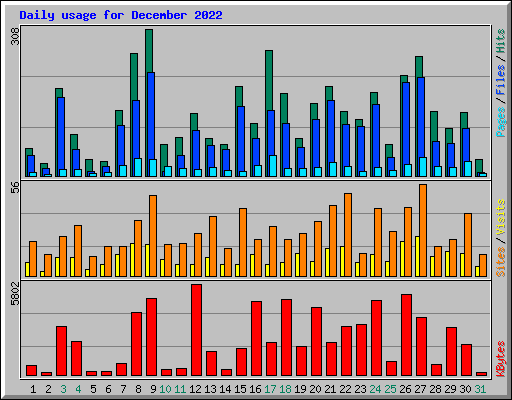 Daily usage for December 2022
308
Pages / Files / Hits
56
Sites / Visits
5802
KBytes
1 2 3 4 5 6 7 8 9 10 11 12 13 14 15 16 17 18 19 20 21 22 23 24 25 26 27 28 29 30 31